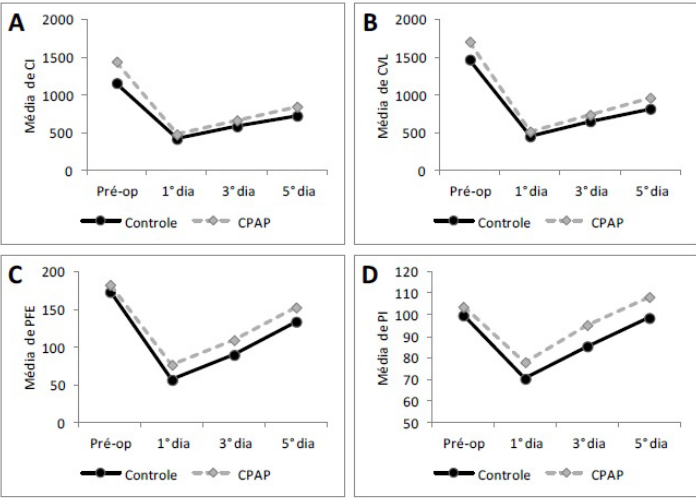 A
Média de CI
2000
1500
1000
500
0
Pré-op 1° dia 3° dia 5° dia
Controle CPAP
B
Média de CVL
2000
1500
1000
500
0
Pré-op 1° dia 3° dia 5° dia
Controle CPAP
C
Média de PFE
200
150
100
50
0
Pré-op 1° dia 3° dia 5° dia
Controle CPAP
D
Média de PI
120
110
100
90
80
70
60
50
Pré-op 1° dia 3° dia 5° dia
Controle CPAP